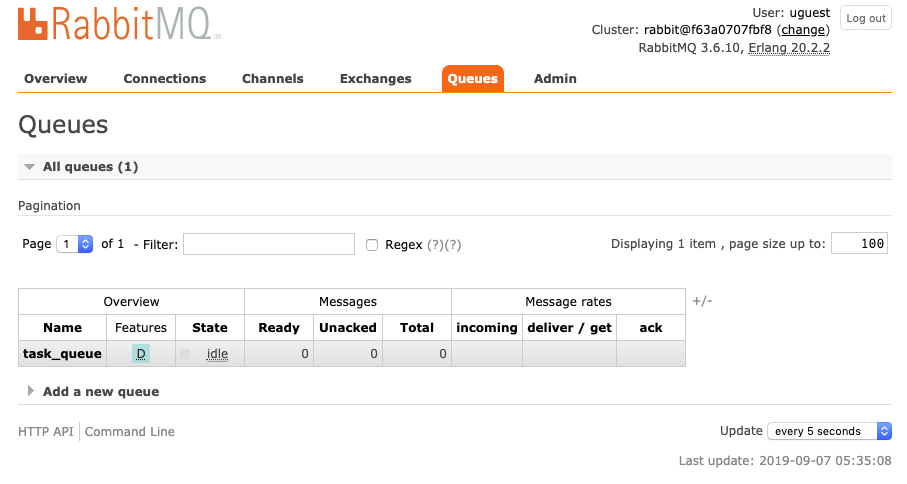 RabbitMQ TM
User: uguest
Log out
Cluster: rabbit@f63a0707fbf8 (change)
RabbitMQ 3.6.10, Erlang 20.2.2
Overview Connections Channels Exchanges Queues Admin
Queues
All queues (1)
Pagination
Page 1 of 1 - Filter: Regex (?)(?) Displaying 1 item , page size up to: 100
Overview Messages Message rates +/-
Name Features State Ready Unacked Total incoming deliver / get ack
task_queue D idle 0 0 0
Add a new queue
HTTP API Command Line Update every 5 seconds
Last update: 2019-09-07 05:35:08